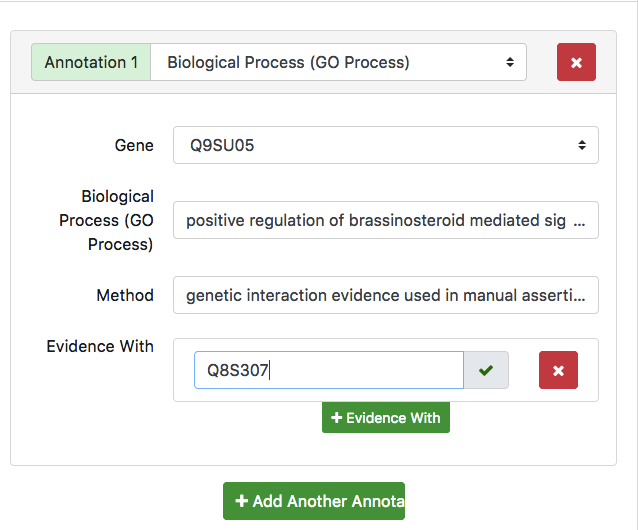 Annotation 1 Biological Process (GO Process)
Gene Q9SU05
Biological
Process (GO
Process)
positive regulation of brassinosteroid mediated sig ...
Method genetic interaction evidence used in manual asserti...
Evidence With
Q8S307
+ Evidence With
+ Add Another Annota